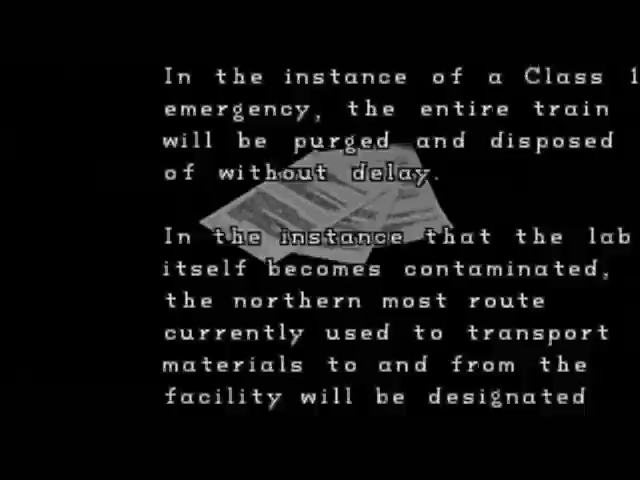 In the instance of a Class 1
emergency, the entire train
will be purged and disposed
of without delay.
In the instance that the lab
itself becomes contaminated,
the northern most route
currently used to transport
materials to and from the
facility will be designated